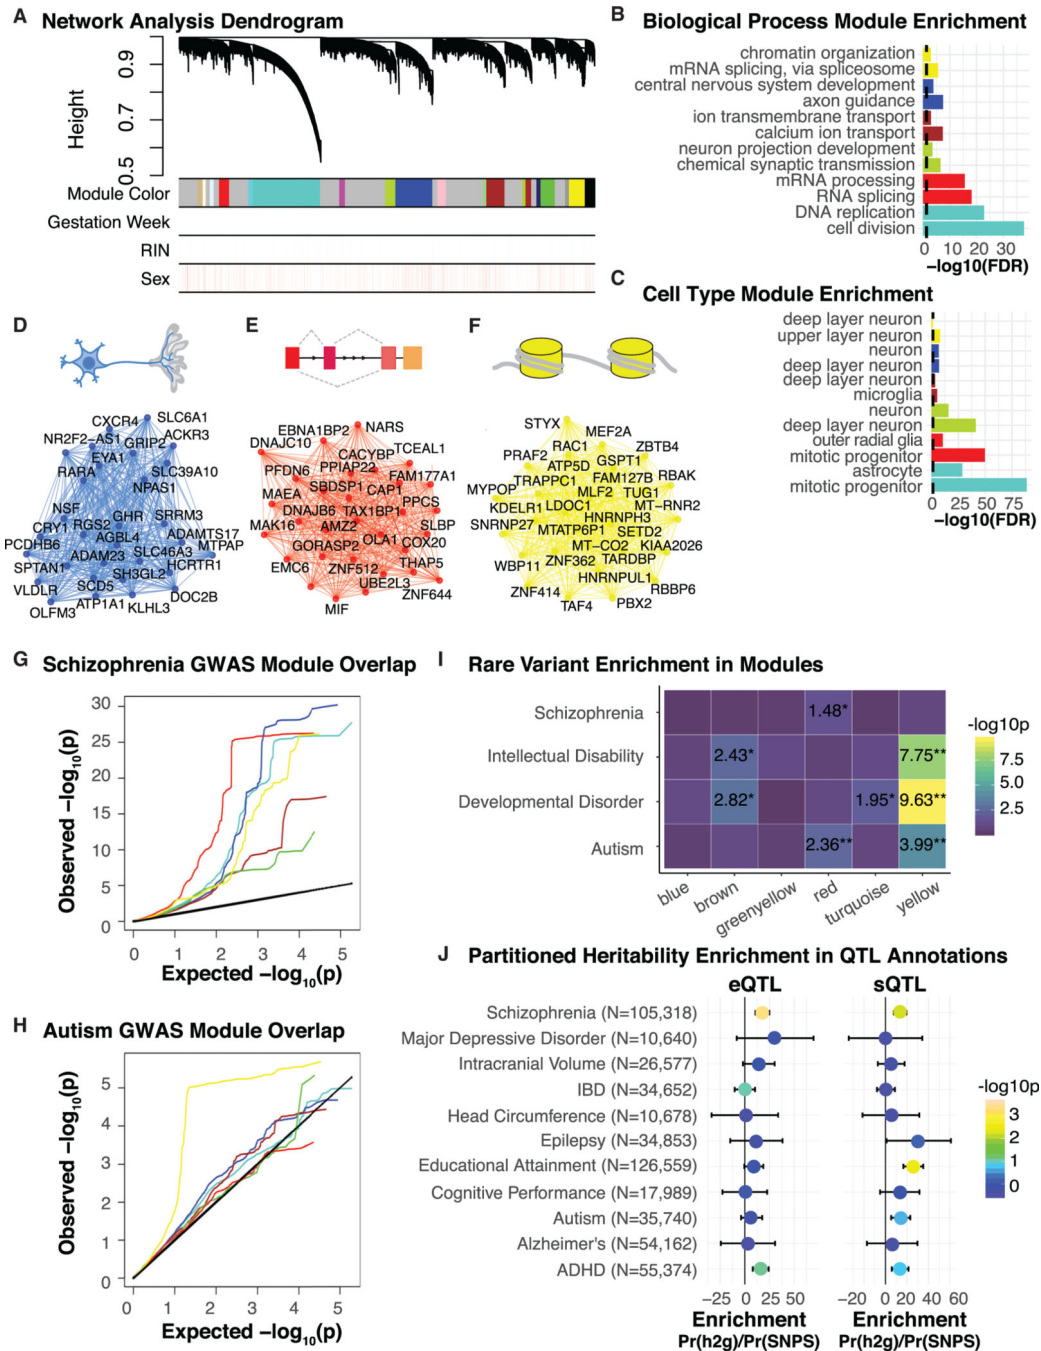 A Network Analysis Dendrogram
Height
0.9
0.7
0.5
Module Color
Gestation Week
RIN
Sex
B Biological Process Module Enrichment
chromatin organization
mRNA splicing, via spliceosome
central nervous system development
axon guidance
ion transmembrane transport
calcium ion transport
neuron projection development
chemical synaptic transmission
mRNA processing
RNA splicing
DNA replication
cell division
0 10 20 30
−log10(FDR)
C Cell Type Module Enrichment
deep layer neuron
upper layer neuron
neuron
deep layer neuron
deep layer neuron
microglia
neuron
deep layer neuron
outer radial glia
mitotic progenitor
astrocyte
mitotic progenitor
0 25 50 75
−log10(FDR)
D
CXCR4
SLC6A1
NR2F2−AS1
GRIP2
ACKR3
EYA1
RARA
SLC39A10
NPAS1
NSF
GHR
SRRM3
CRY1
RGS2
ADAMTS17
PCDHB6
AGBL4
MTPAP
ADAM23
SLC46A3
SPTAN1
HCRTR1
SH3GL2
VLDLR
SCD5
DOC2B
OLFM3
ATP1A1
KLHL3
E
NARS
EBNA1BP2
DNAJC10
CACYBP
TCEAL1
PFDN6
PPIAP22
FAM177A1
SBDSP1
MAEA
CAP1
PPCS
DNAJB6
TAX1BP1
SLBP
MAK16
AMZ2
OLA1
COX20
GORASP2
THAP5
EMC6
ZNF512
UBE2L3
ZNF644
MIF
F
STYX
MEF2A
RAC1
ZBTB4
PRAF2
GSPT1
ATP5D
TRAPPC1
FAM127B
RBAK
MYPOP
MLF2
TUG1
KDELR1
LDOC1
MT−RNR2
SNRNP27
HNRNPH3
MTATP6P1
SETD2
MT−CO2
KIAA2026
WBP11
ZNF362
TARDBP
HNRNPUL1
ZNF414
RBBP6
TAF4
PBX2
G Schizophrenia GWAS Module Overlap
Observed −log10(p)
30
25
20
15
10
5
0
0 1 2 3 4 5
Expected −log10(p)
H Autism GWAS Module Overlap
Observed −log10(p)
5
4
3
2
1
0
0 1 2 3 4 5
Expected −log10(p)
I Rare Variant Enrichment in Modules
Schizophrenia
1.48*
Intellectual Disability
2.43* 7.75**
Developmental Disorder
2.82* 1.95* 9.63**
Autism
2.36** 3.99**
blue brown greenyellow red turquoise yellow
-log10p
7.5
5.0
2.5
J Partitioned Heritability Enrichment in QTL Annotations
eQTL sQTL
Schizophrenia (N=105,318)
Major Depressive Disorder (N=10,640)
Intracranial Volume (N=26,577)
IBD (N=34,652)
Head Circumference (N=10,678)
Epilepsy (N=34,853)
Educational Attainment (N=126,559)
Cognitive Performance (N=17,989)
Autism (N=35,740)
Alzheimer's (N=54,162)
ADHD (N=55,374)
−25 0 25 50
−20 0 20 40 60
Enrichment Enrichment
Pr(h2g)/Pr(SNPS) Pr(h2g)/Pr(SNPS)
-log10p
3
2
1
0